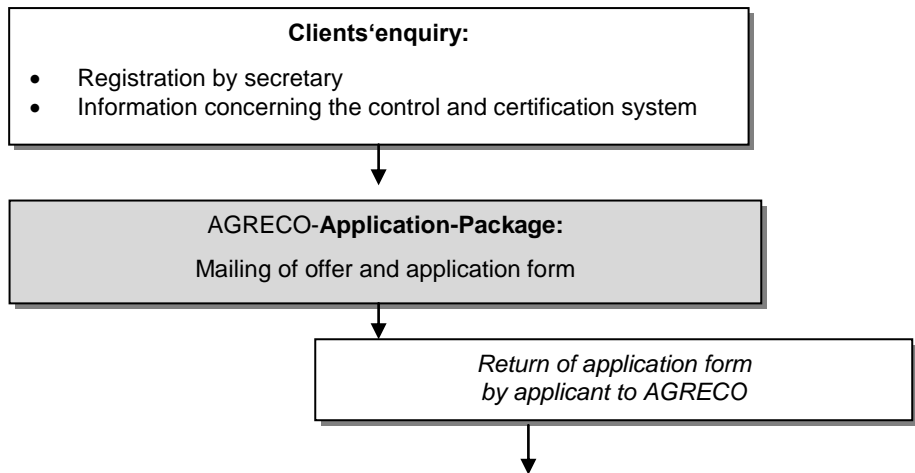 Clients‘enquiry:
• Registration by secretary
• Information concerning the control and certification system
AGRECO-Application-Package:
Mailing of offer and application form
Return of application form
by applicant to AGRECO